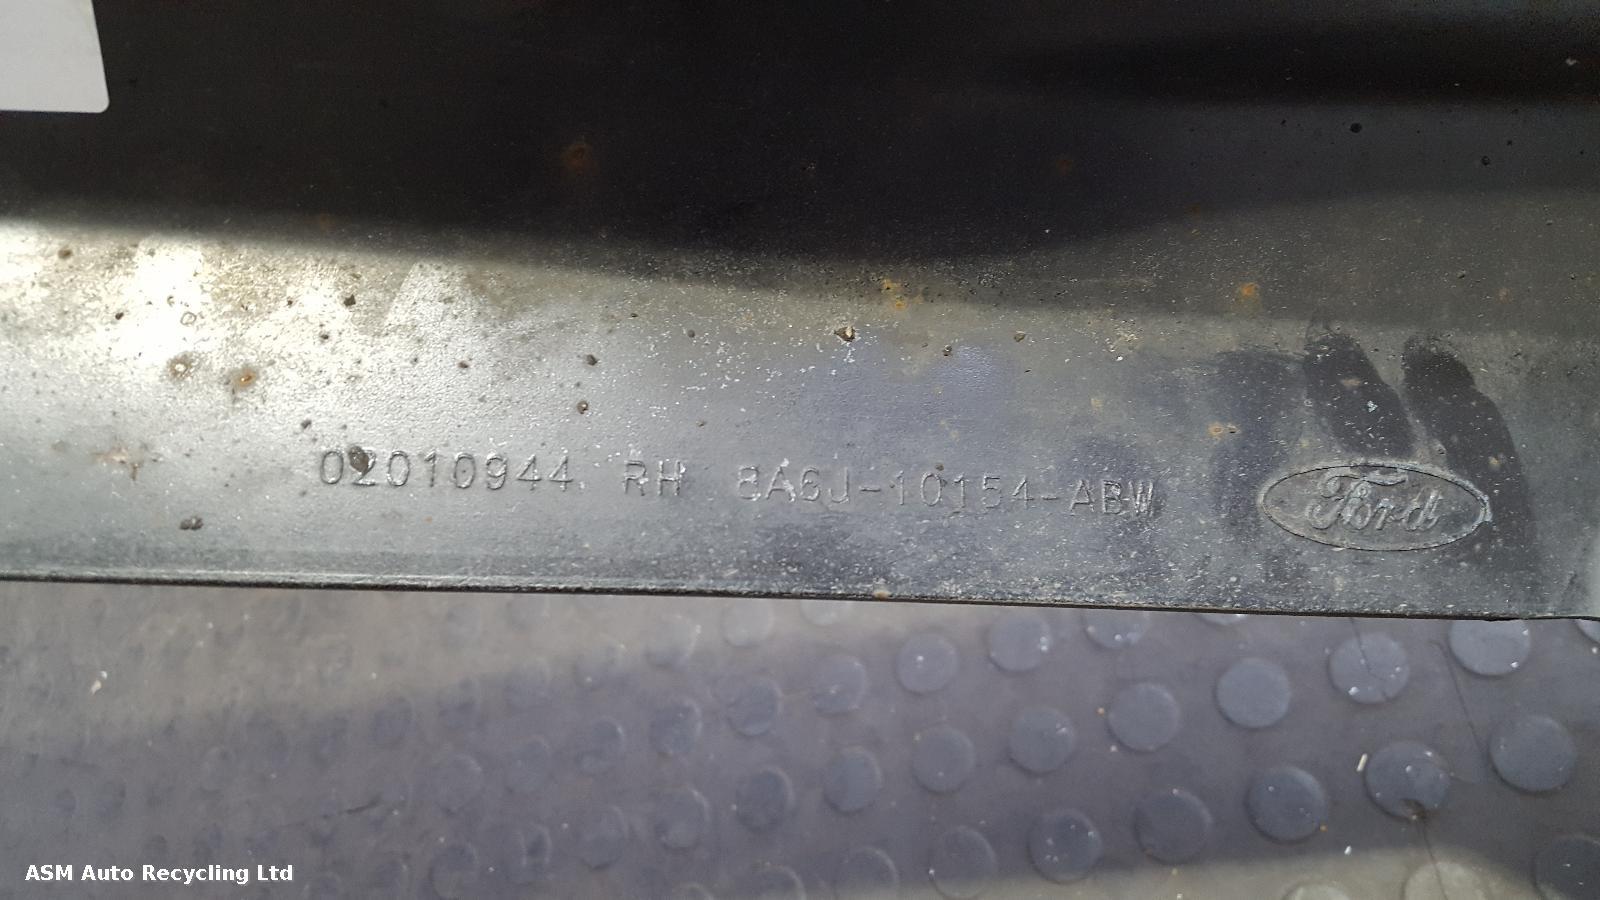 02010944 RH 8A6J-10154-ABW
Ford
ASM Auto Recycling Ltd